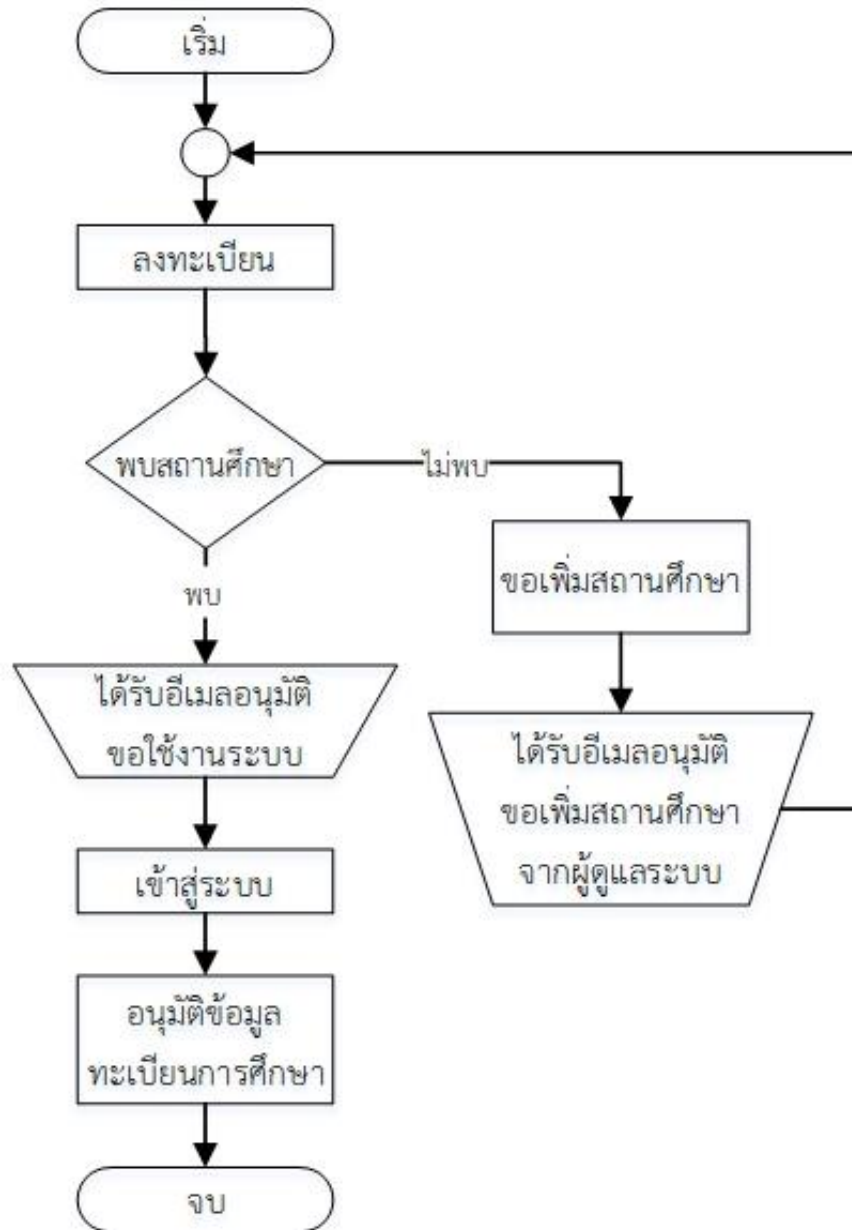 เริ่ม
ลงทะเบียน
พบสถานศึกษา
ไม่พบ
ขอเพิ่มสถานศึกษา
พบ
ได้รับอีเมลอนุมัติ
ขอใช้งานระบบ
ได้รับอีเมลอนุมัติ
ขอเพิ่มสถานศึกษา
จากผู้ดูแลระบบ
เข้าสู่ระบบ
อนุมัติข้อมูล
ทะเบียนการศึกษา
จบ